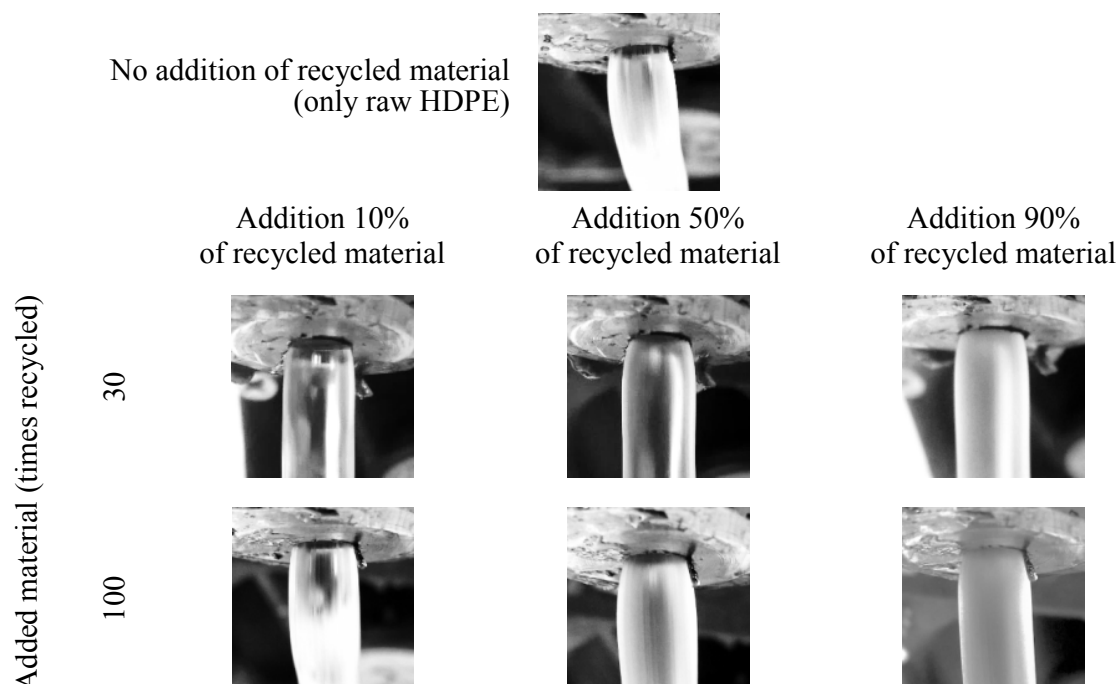 No addition of recycled material
(only raw HDPE)
Addition 10%
of recycled material
Addition 50%
of recycled material
Addition 90%
of recycled material
Added material (times recycled)
30
100